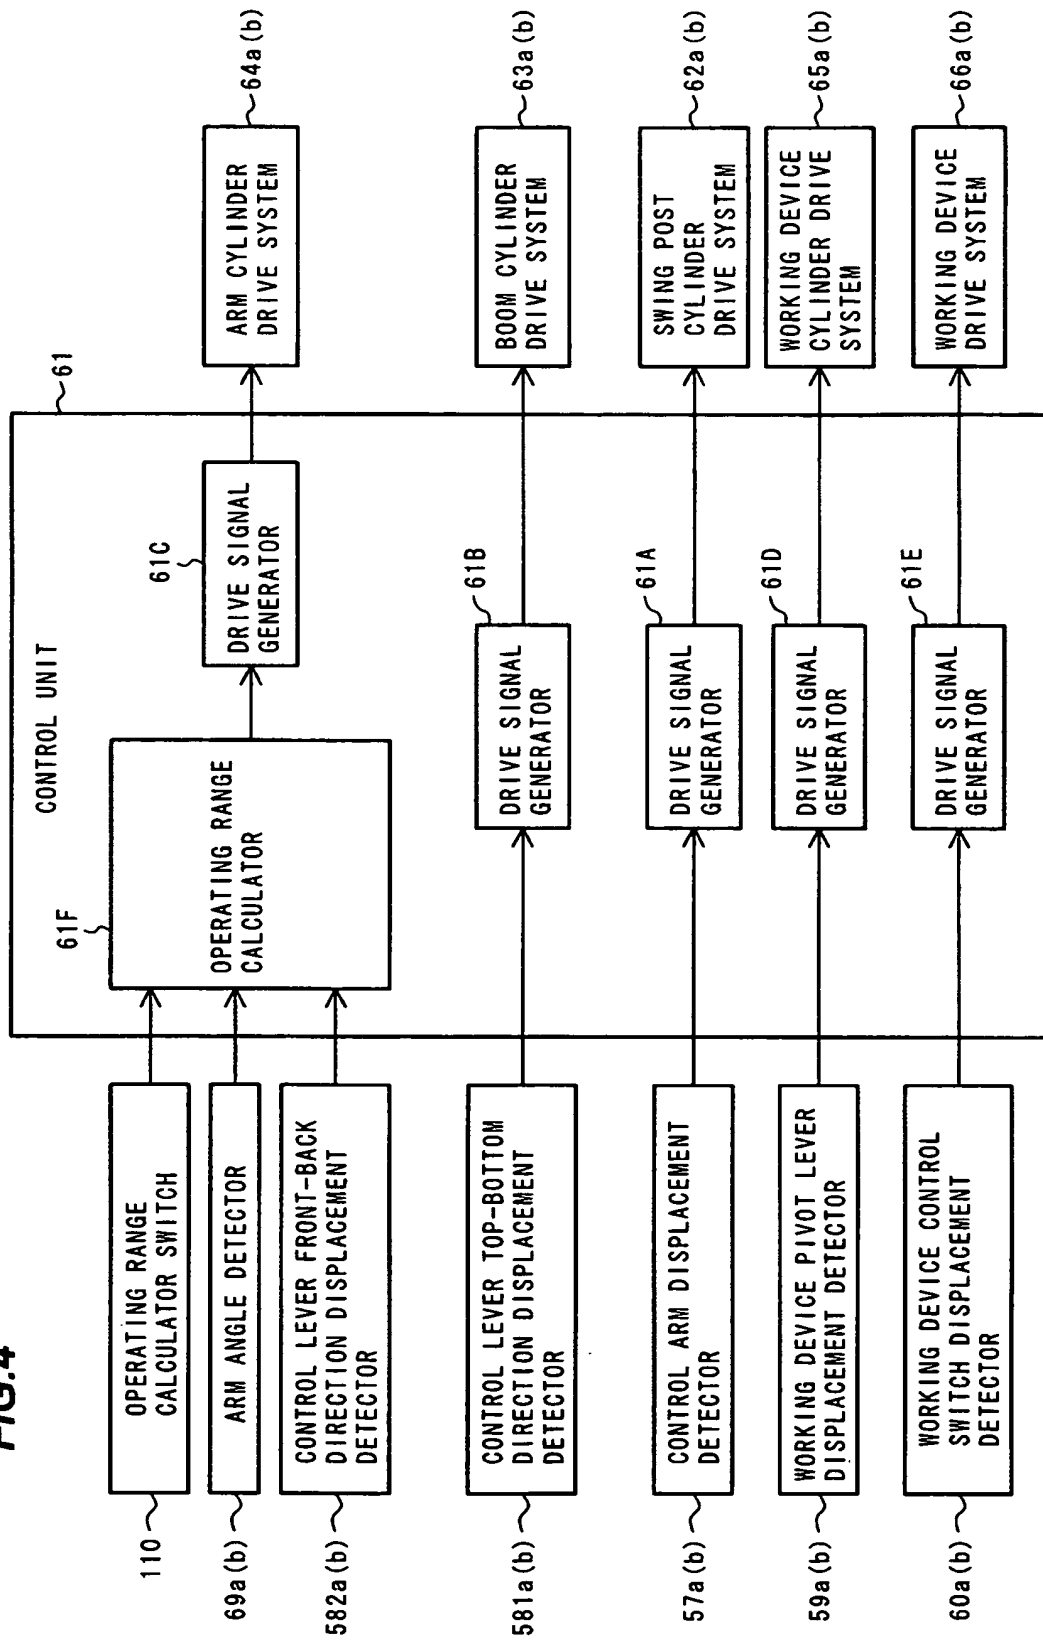 FIG.4
110
OPERATING RANGE
CALCULATOR SWITCH
69a(b)
ARM ANGLE DETECTOR
582a(b)
CONTROL LEVER FRONT-BACK
DIRECTION DISPLACEMENT
DETECTOR
581a(b)
CONTROL LEVER TOP-BOTTOM
DIRECTION DISPLACEMENT
DETECTOR
57a(b)
CONTROL ARM DISPLACEMENT
DETECTOR
59a(b)
WORKING DEVICE PIVOT LEVER
DISPLACEMENT DETECTOR
60a(b)
WORKING DEVICE CONTROL
SWITCH DISPLACEMENT
DETECTOR
CONTROL UNIT
61
61F
OPERATING RANGE
CALCULATOR
61C
DRIVE SIGNAL
GENERATOR
61B
DRIVE SIGNAL
GENERATOR
61A
DRIVE SIGNAL
GENERATOR
61D
DRIVE SIGNAL
GENERATOR
61E
DRIVE SIGNAL
GENERATOR
ARM CYLINDER
DRIVE SYSTEM
64a(b)
BOOM CYLINDER
DRIVE SYSTEM
63a(b)
SWING POST
CYLINDER
DRIVE SYSTEM
62a(b)
WORKING DEVICE
CYLINDER DRIVE
SYSTEM
65a(b)
WORKING DEVICE
DRIVE SYSTEM
66a(b)